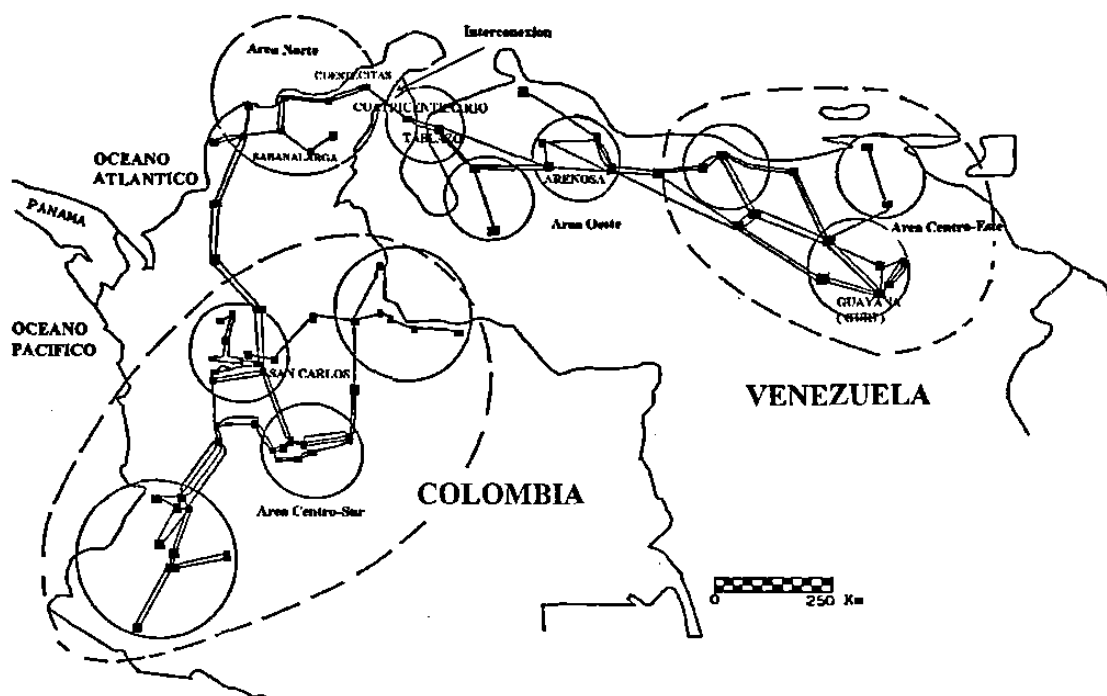 Area Norte
Interconexion
CUESTECITAS
CUATRICENTENARIO
TABLAZO
SABANALARGA
OCEANO
ATLANTICO
PANAMA
ARENOSA
Area Oeste
Area Centro-Este
GUAYANA
( GURI )
OCEANO
PACIFICO
SAN CARLOS
VENEZUELA
COLOMBIA
Area Centro-Sur
0 250 Km